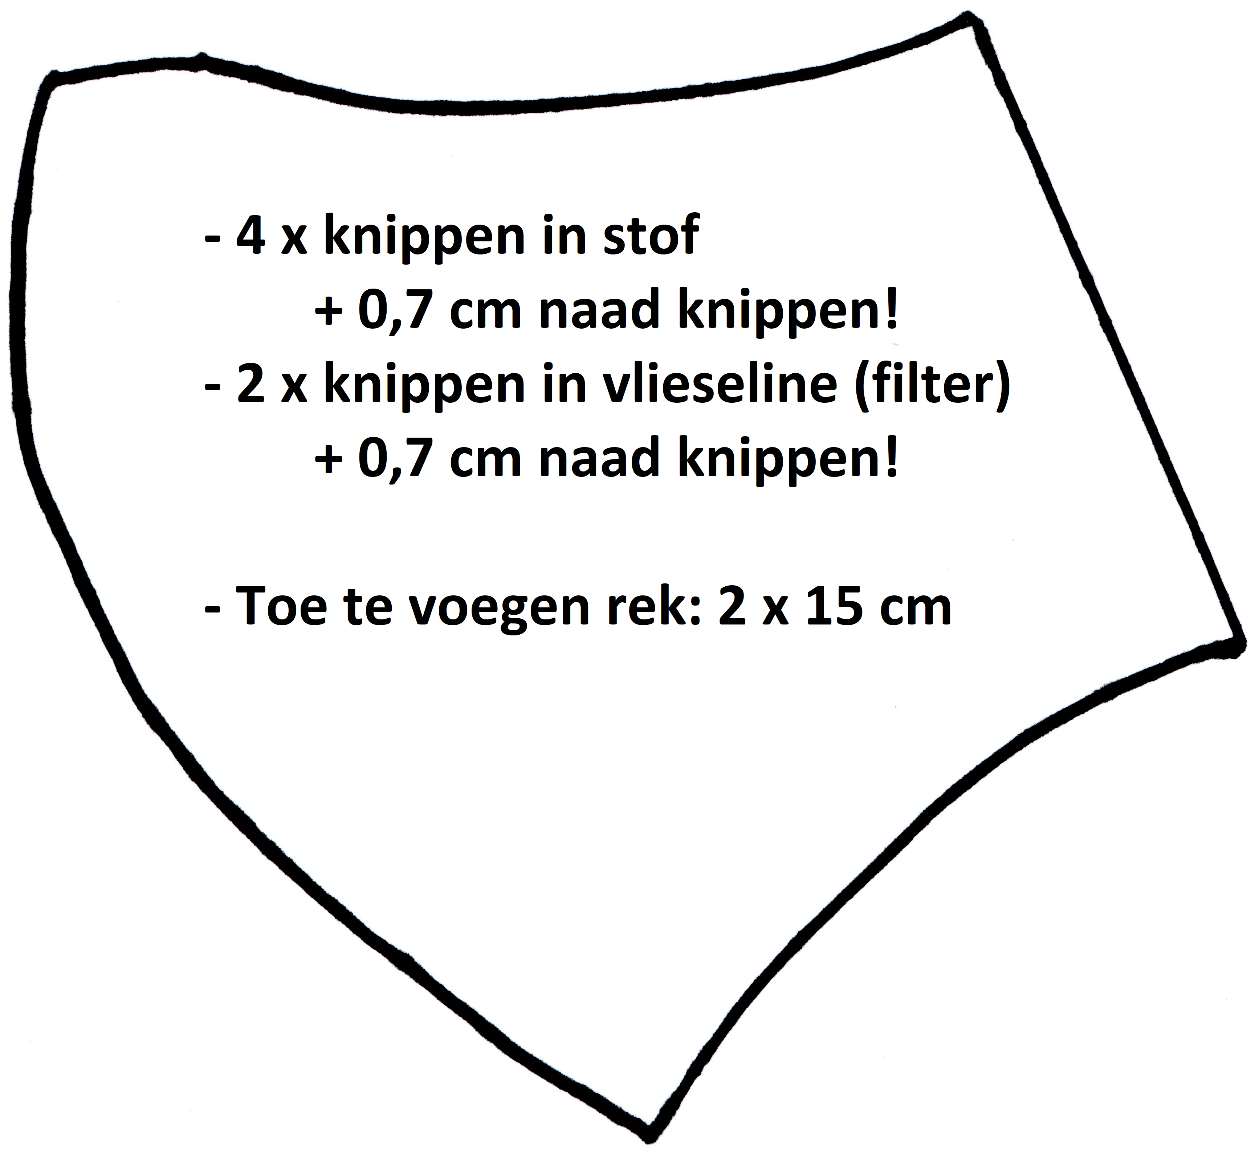 - 4 x knippen in stof
+ 0,7 cm naad knippen!
- 2 x knippen in vlieseline (filter)
+ 0,7 cm naad knippen!
- Toe te voegen rek: 2 x 15 cm